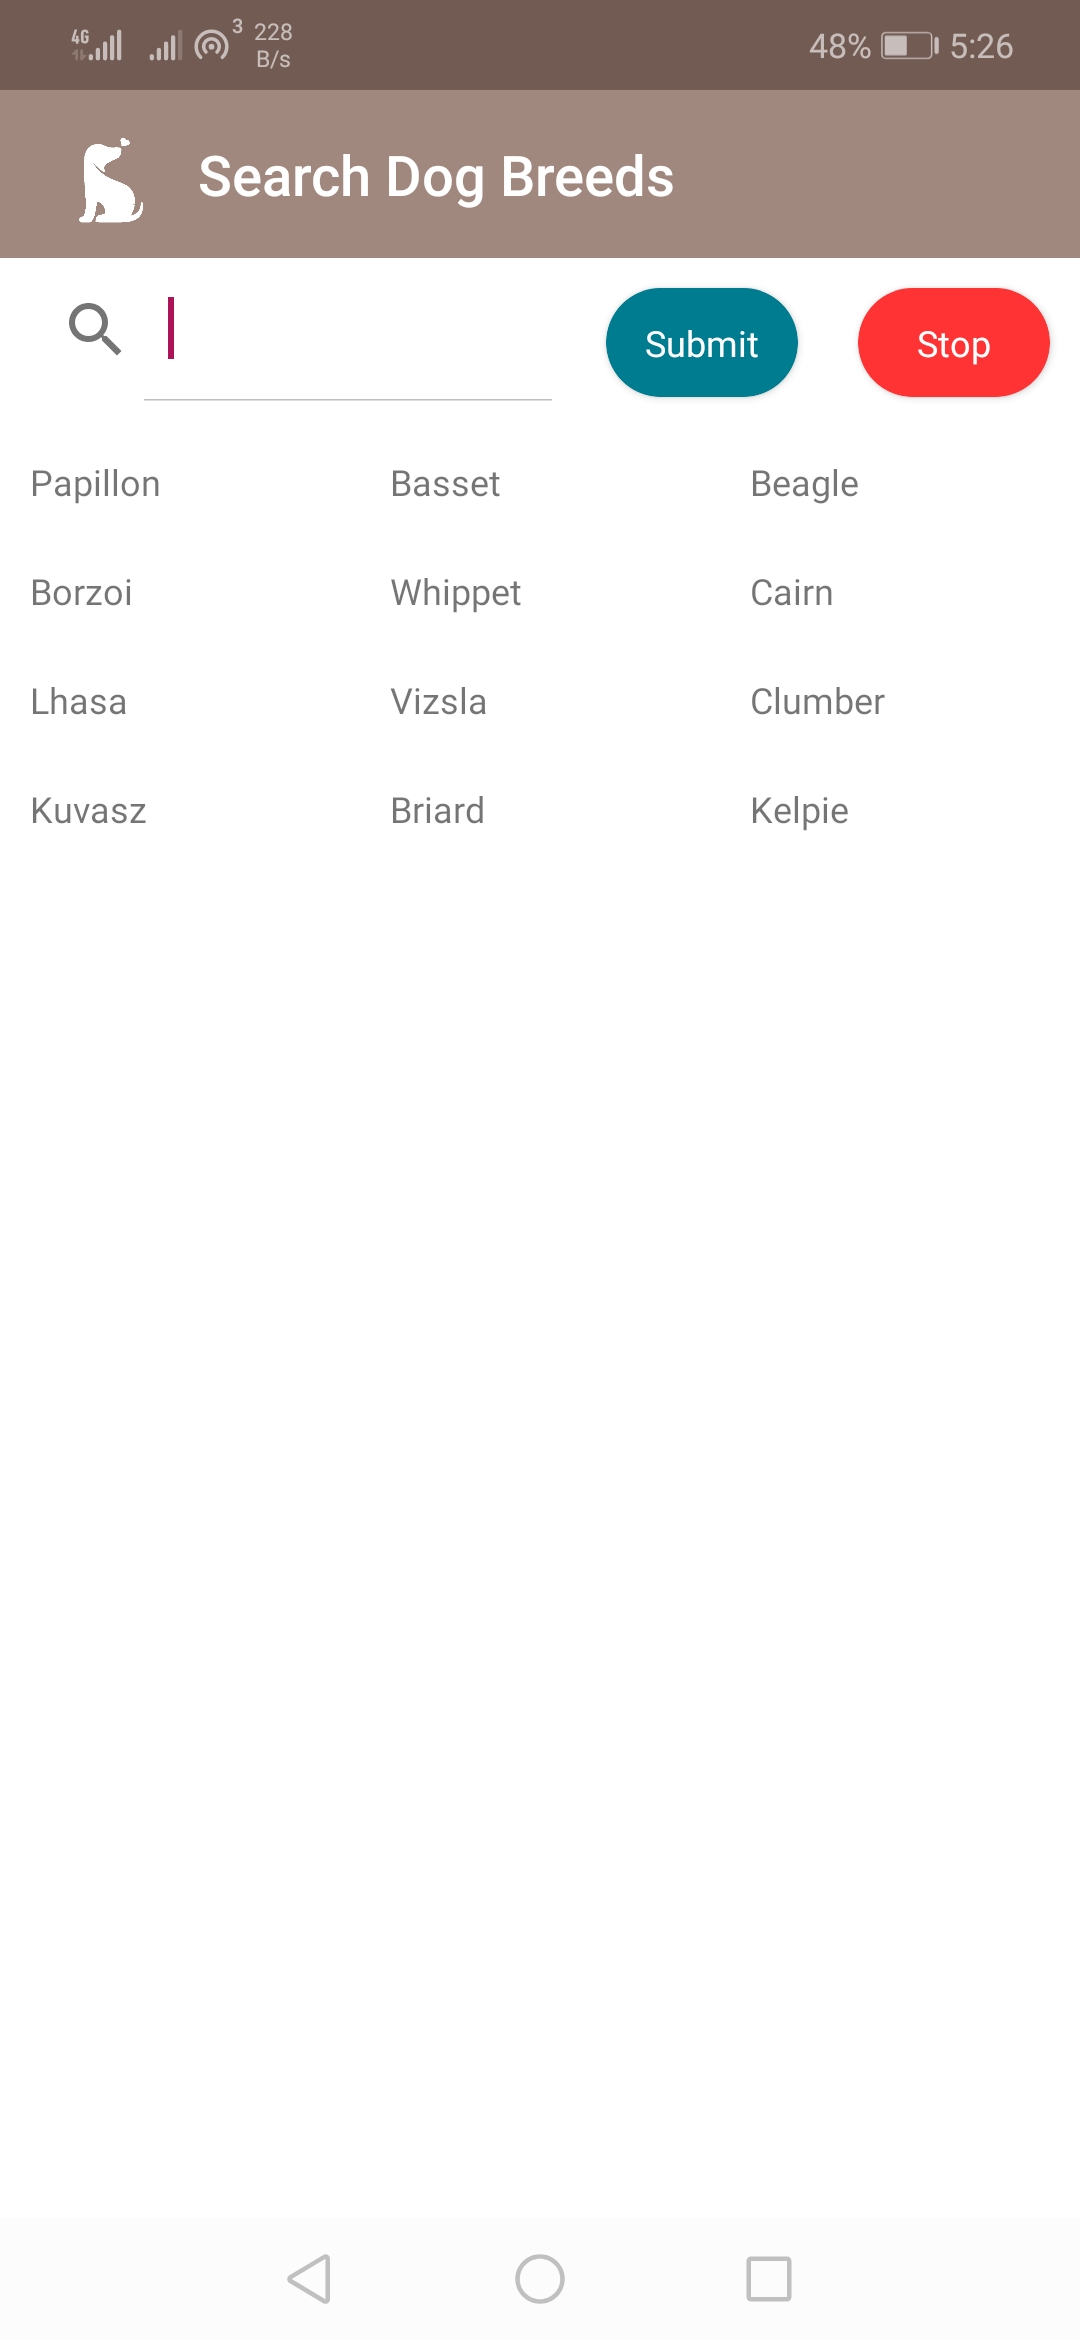 4G 3 228 B/s 48% 5:26
Search Dog Breeds
Submit Stop
Papillon Basset Beagle
Borzoi Whippet Cairn
Lhasa Vizsla Clumber
Kuvasz Briard Kelpie